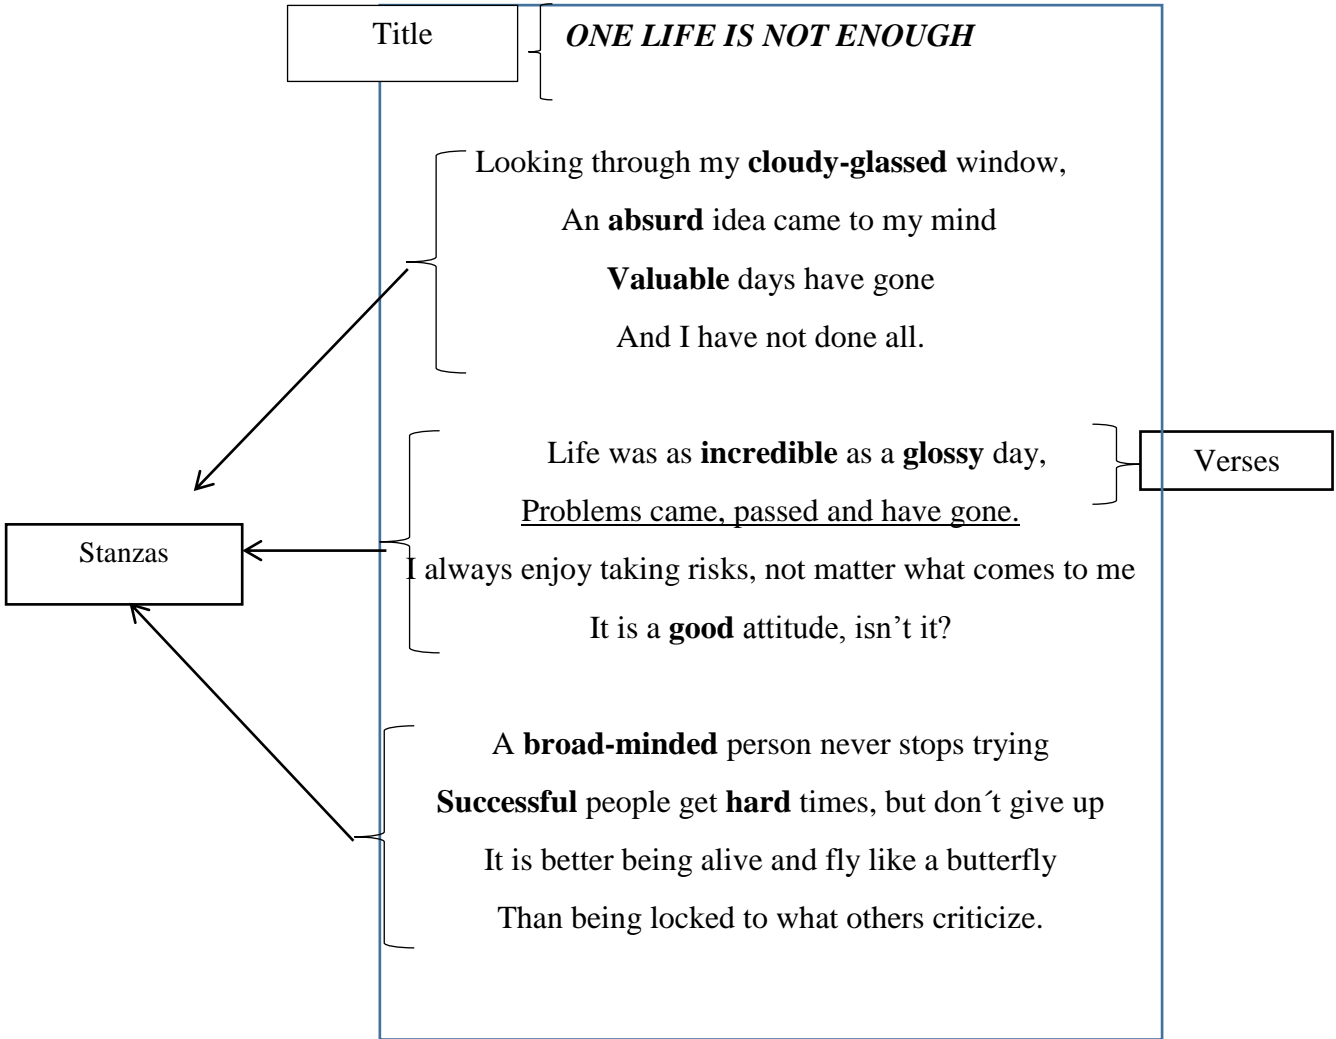 Title
ONE LIFE IS NOT ENOUGH
Looking through my cloudy-glassed window,
An absurd idea came to my mind
Valuable days have gone
And I have not done all.
Life was as incredible as a glossy day,
Verses
Problems came, passed and have gone.
Stanzas
I always enjoy taking risks, not matter what comes to me
It is a good attitude, isn’t it?
A broad-minded person never stops trying
Successful people get hard times, but don´t give up
It is better being alive and fly like a butterfly
Than being locked to what others criticize.